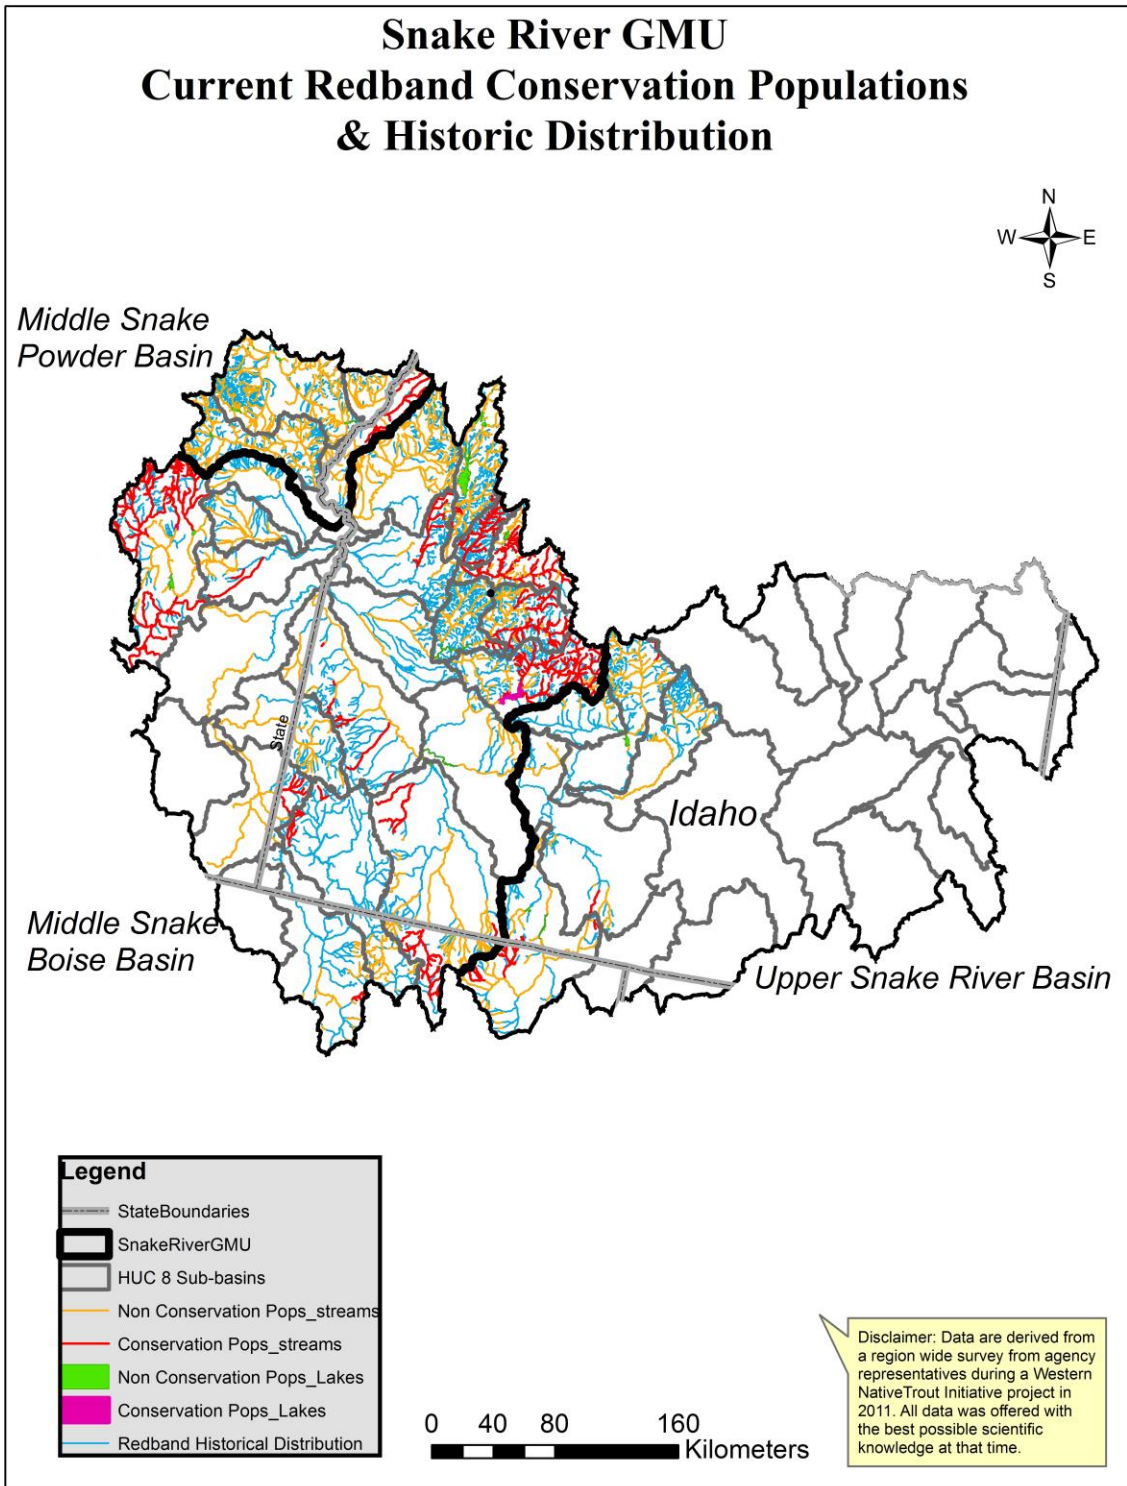 Snake River GMU
Current Redband Conservation Populations
& Historic Distribution
N
W
E
S
Middle Snake
Powder Basin
State
Idaho
Middle Snake
Boise Basin
Upper Snake River Basin
Legend
StateBoundaries
SnakeRiverGMU
HUC 8 Sub-basins
Non Conservation Pops_streams
Conservation Pops_streams
Non Conservation Pops_Lakes
Conservation Pops_Lakes
Redband Historical Distribution
0 40 80 160
Kilometers
Disclaimer: Data are derived from
a region wide survey from agency
representatives during a Western
NativeTrout Initiative project in
2011. All data was offered with
the best possible scientific
knowledge at that time.